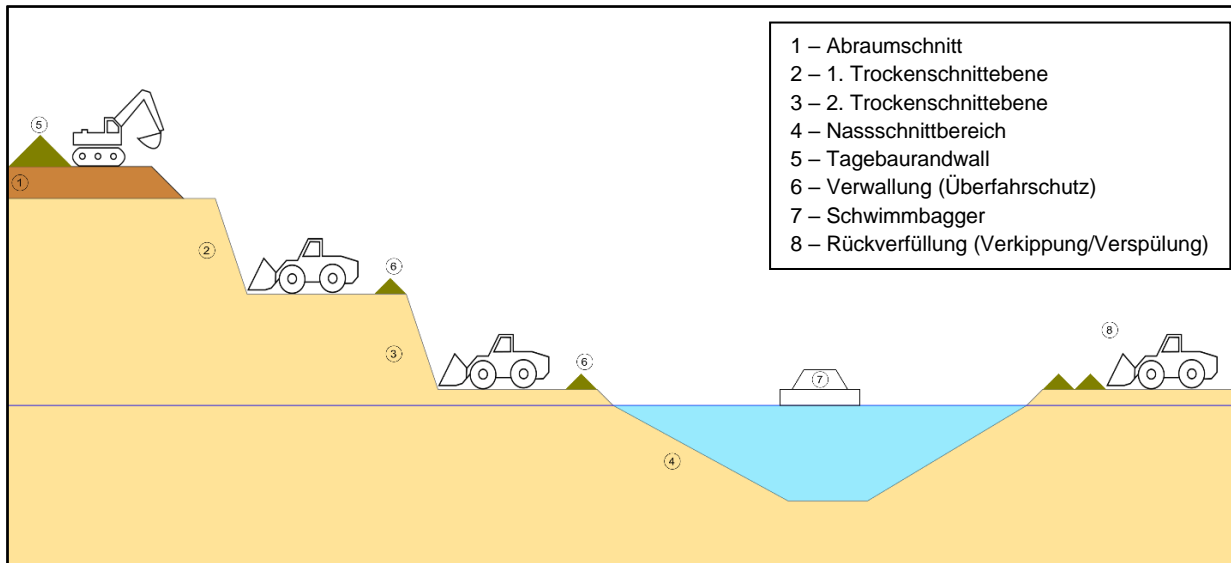 1 – Abraumschnitt
2 – 1. Trockenschnittebene
3 – 2. Trockenschnittebene
4 – Nassschnittbereich
5 – Tagebaurandwall
6 – Verwallung (Überfahrschutz)
7 – Schwimmbagger
8 – Rückverfüllung (Verkippung/Verspülung)
5
1
2
6
3
6
7
8
4